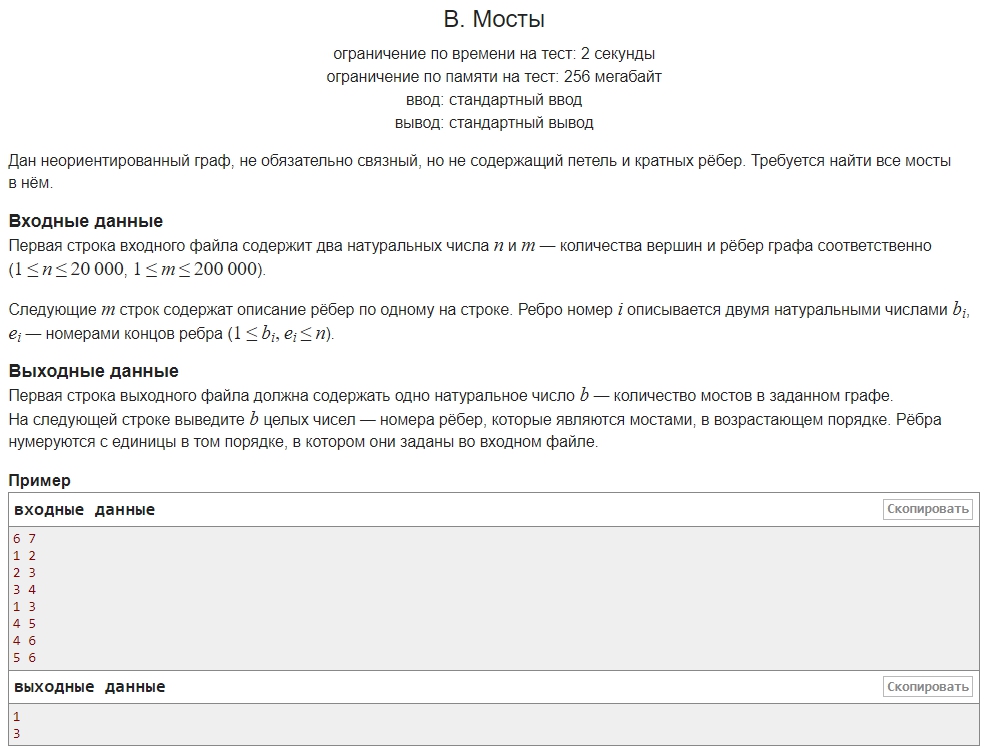 В. Мосты
ограничение по времени на тест: 2 секунды
ограничение по памяти на тест: 256 мегабайт
ввод: стандартный ввод
вывод: стандартный вывод
Дан неориентированный граф, не обязательно связный, но не содержащий петель и кратных рёбер. Требуется найти все мосты
в нём.
Входные данные
Первая строка входного файла содержит два натуральных числа n и m — количества вершин и рёбер графа соответственно
(1 ≤ n ≤ 20 000, 1 ≤ m ≤ 200 000).
Следующие m строк содержат описание рёбер по одному на строке. Ребро номер i описывается двумя натуральными числами b_i,
e_i — номерами концов ребра (1 ≤ b_i, e_i ≤ n).
Выходные данные
Первая строка выходного файла должна содержать одно натуральное число b — количество мостов в заданном графе.
На следующей строке выведите b целых чисел — номера рёбер, которые являются мостами, в возрастающем порядке. Рёбра
нумеруются с единицы в том порядке, в котором они заданы во входном файле.
Пример
входные данные Скопировать
6 7
1 2
2 3
3 4
1 3
4 5
4 6
5 6
выходные данные Скопировать
1
3